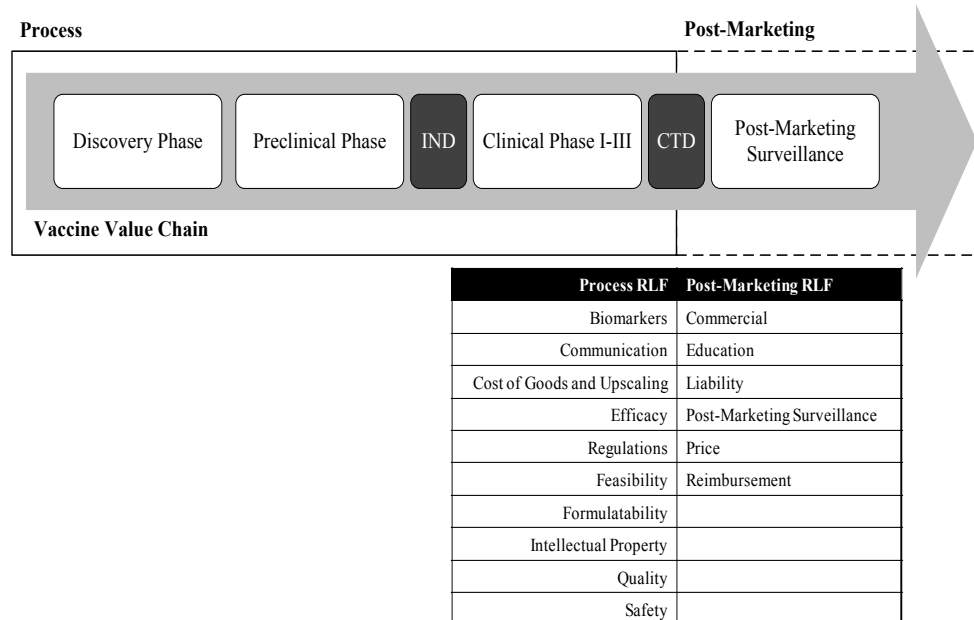 Process
Post-Marketing
Discovery Phase
Preclinical Phase
IND
Clinical Phase I-III
CTD
Post-Marketing
Surveillance
Vaccine Value Chain
Process RLF Post-Marketing RLF
Biomarkers Commercial
Communication Education
Cost of Goods and Upscaling Liability
Efficacy Post-Marketing Surveillance
Regulations Price
Feasibility Reimbursement
Formulatability
Intellectual Property
Quality
Safety